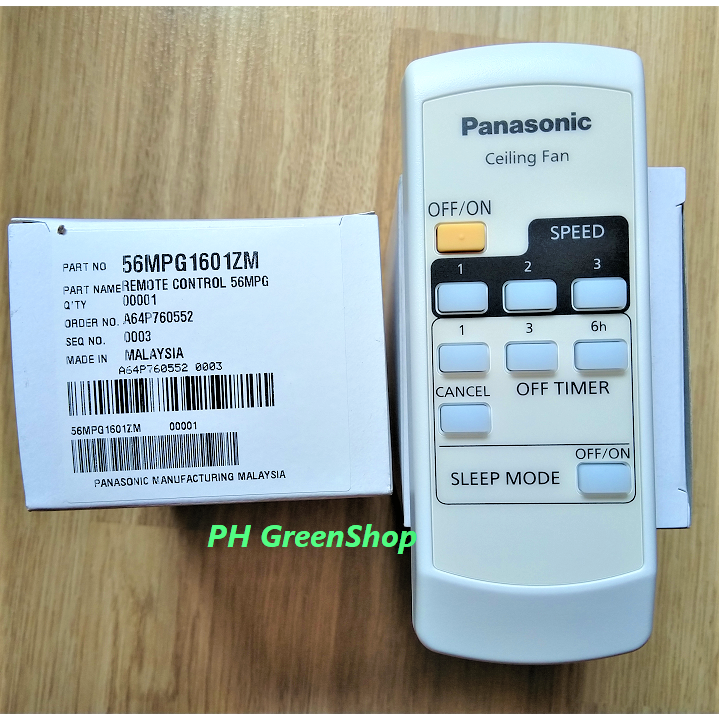 PART NO 56MPG1601ZM
PART NAME REMOTE CONTROL 56MPG
Q'TY 00001
ORDER NO. A64P760552
SEQ NO. 0003
MADE IN MALAYSIA
A64P760552 0003
56MPG1601ZM 00001
PANASONIC MANUFACTURING MALAYSIA
Panasonic
Ceiling Fan
OFF/ON
SPEED
1 2 3
1 3 6h
CANCEL OFF TIMER
OFF/ON
SLEEP MODE
PH GreenShop